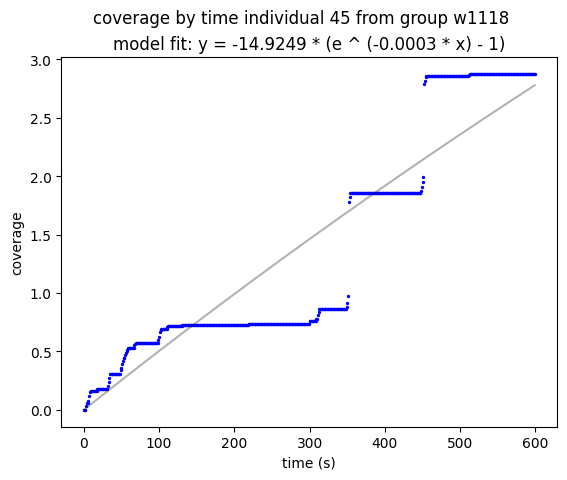 coverage by time individual 45 from group w1118
model fit: y = -14.9249 * (e ^ (-0.0003 * x) - 1)
3.0
2.5
2.0
1.5
1.0
0.5
0.0
coverage
0 100 200 300 400 500 600
time (s)